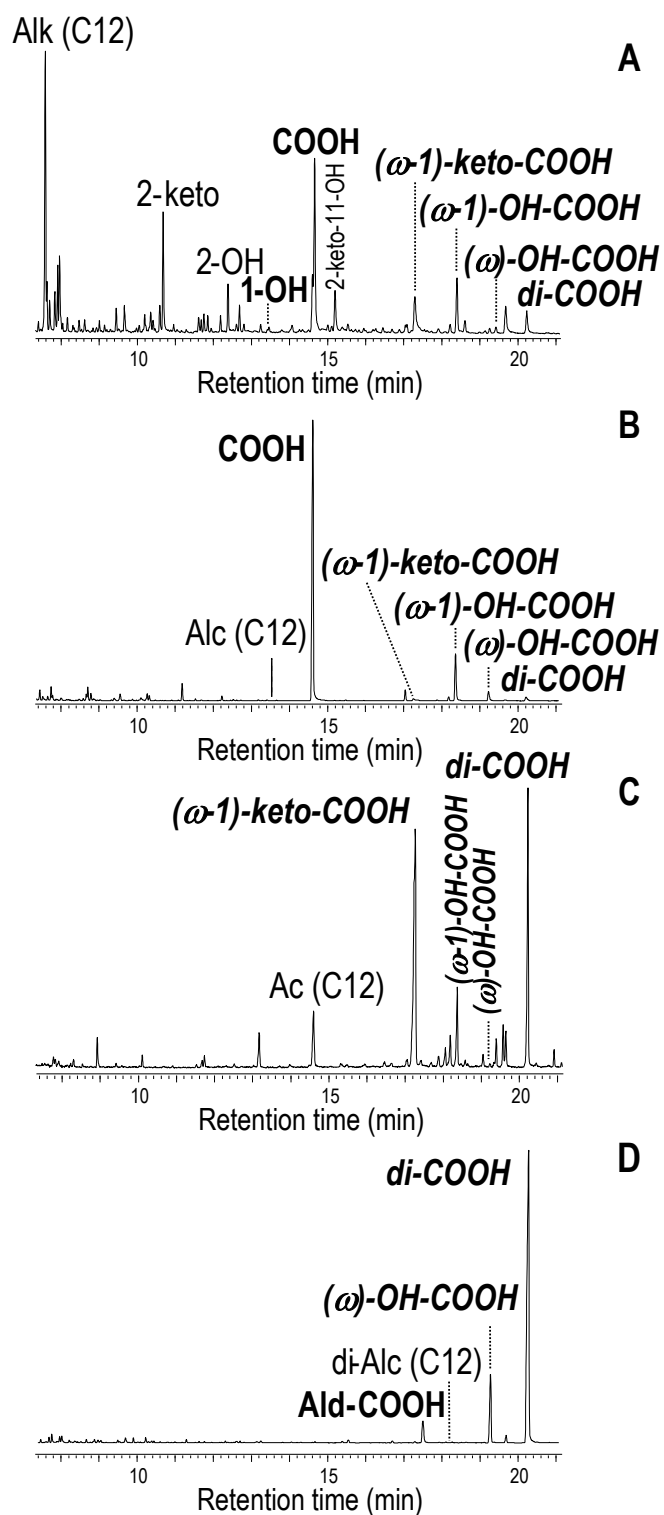 Alk (C12)
A
COOH
(ω-1)-keto-COOH
2-keto
2-keto-11-OH
(ω-1)-OH-COOH
2-OH
(ω)-OH-COOH
1-OH
di-COOH
10 15 20
Retention time (min)
B
COOH
(ω-1)-keto-COOH
(ω-1)-OH-COOH
Alc (C12)
(ω)-OH-COOH
di-COOH
10 15 20
Retention time (min)
di-COOH
C
(ω-1)-keto-COOH
(ω-1)-OH-COOH
(ω)-OH-COOH
Ac (C12)
10 15 20
Retention time (min)
D
di-COOH
(ω)-OH-COOH
di-Alc (C12)
Ald-COOH
10 15 20
Retention time (min)